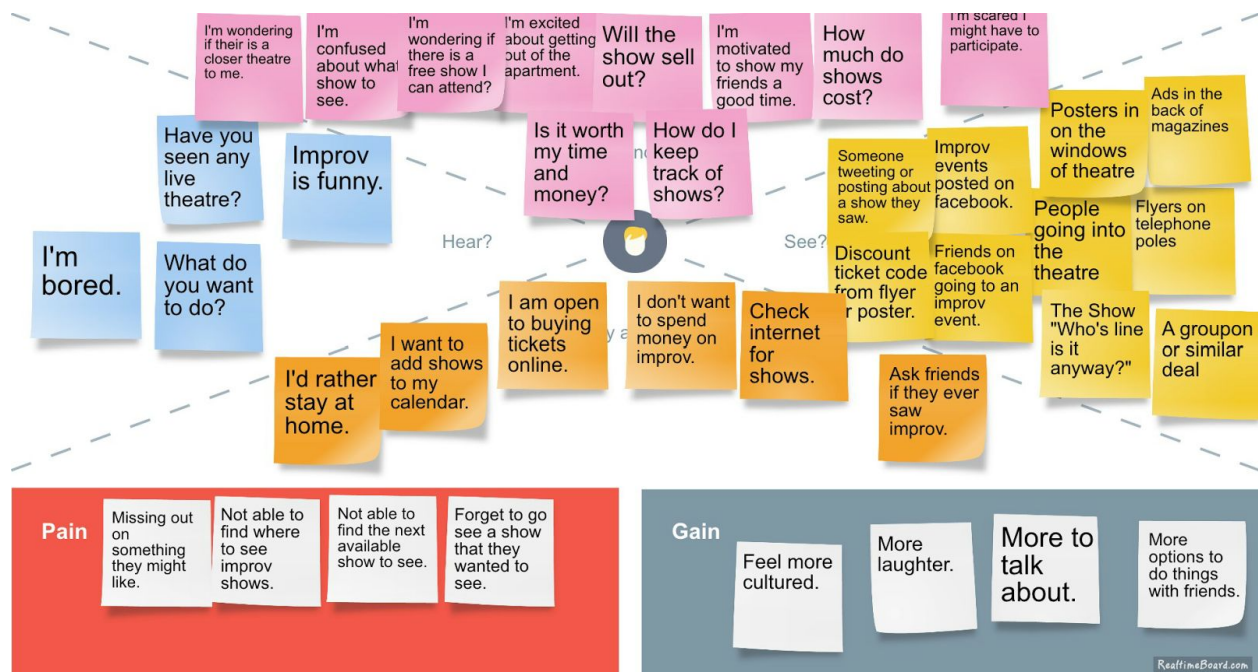 I'm wondering
if their is a
closer theatre
to me.
I'm
confused
about what
show to
see.
I'm
wondering if
there is a
free show I
can attend?
I'm excited
about getting
out of the
apartment.
Will the
show sell
out?
I'm
motivated
to show my
friends a
good time.
How
much do
shows
cost?
I'm scared I
might have to
participate.
Is it worth
my time
and
money?
How do I
keep
track of
shows?
Have you
seen any
live
theatre?
Improv
is funny.
I'm
bored.
What do
you want
to do?
Hear?
See?
Someone
tweeting or
posting about
a show they
saw.
Improv
events
posted on
facebook.
Posters in
on the
windows
of theatre
Ads in the
back of
magazines
Discount
ticket code
from flyer
or poster.
Friends on
facebook
going to an
improv
event.
People
going into
the
theatre
Flyers on
telephone
poles
The Show
"Who's line
is it
anyway?"
A groupon
or similar
deal
I'd rather
stay at
home.
I want to
add shows
to my
calendar.
I am open
to buying
tickets
online.
I don't want
to spend
money on
improv.
Check
internet
for
shows.
Ask friends
if they ever
saw
improv.
Pain
Missing out
on
something
they might
like.
Not able to
find where
to see
improv
shows.
Not able to
find the next
available
show to see.
Forget to go
see a show
that they
wanted to
see.
Gain
Feel more
cultured.
More
laughter.
More to
talk
about.
More
options to
do things
with friends.
RealtimeBoard.com